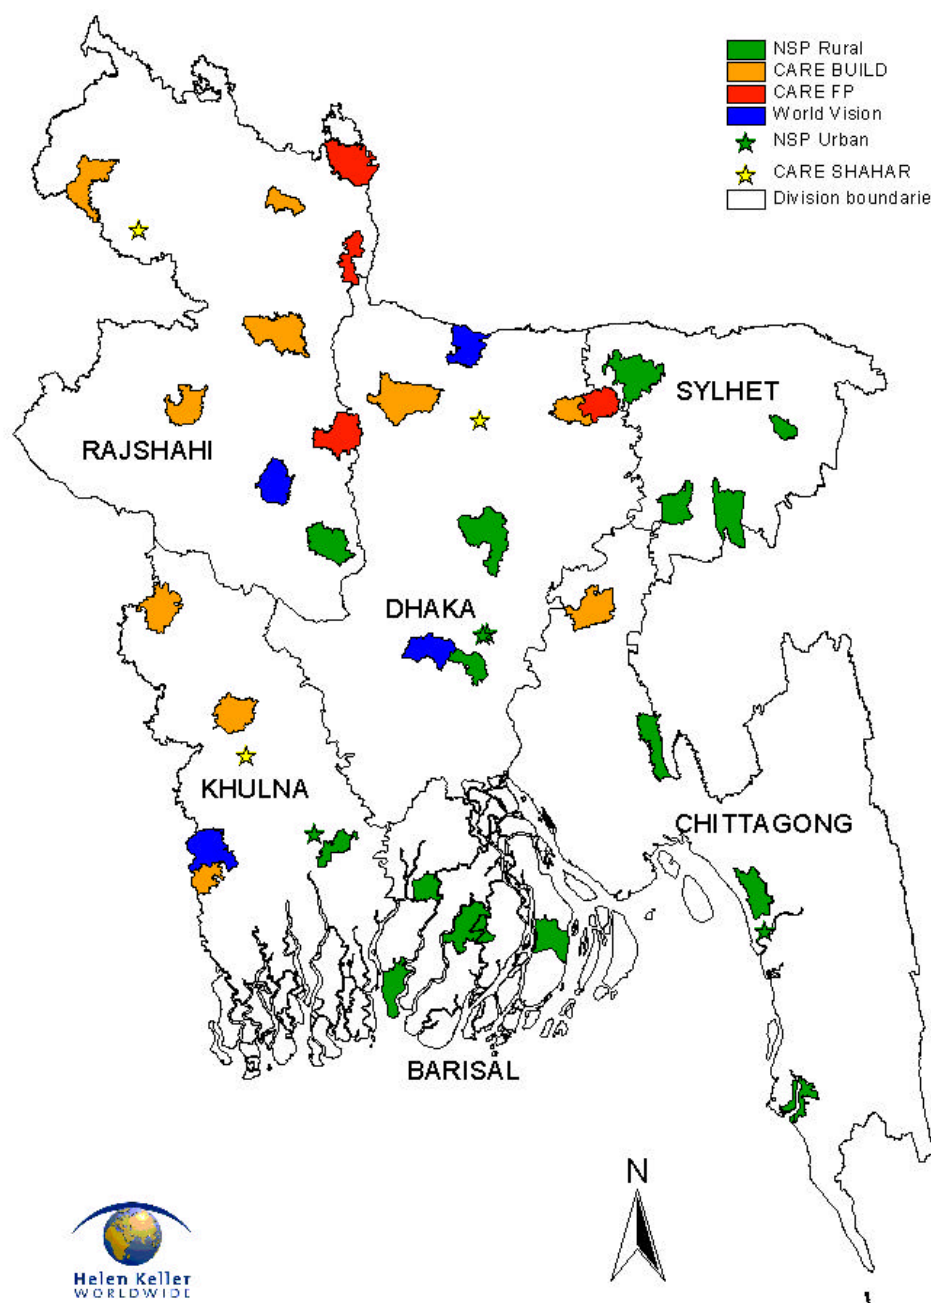 NSP Rural
CARE BUILD
CARE FP
World Vision
NSP Urban
CARE SHAHAR
Division boundarie
SYLHET
RAJSHAHI
DHAKA
KHULNA
CHITTAGONG
BARISAL
N
Helen Keller
WORLDWIDE